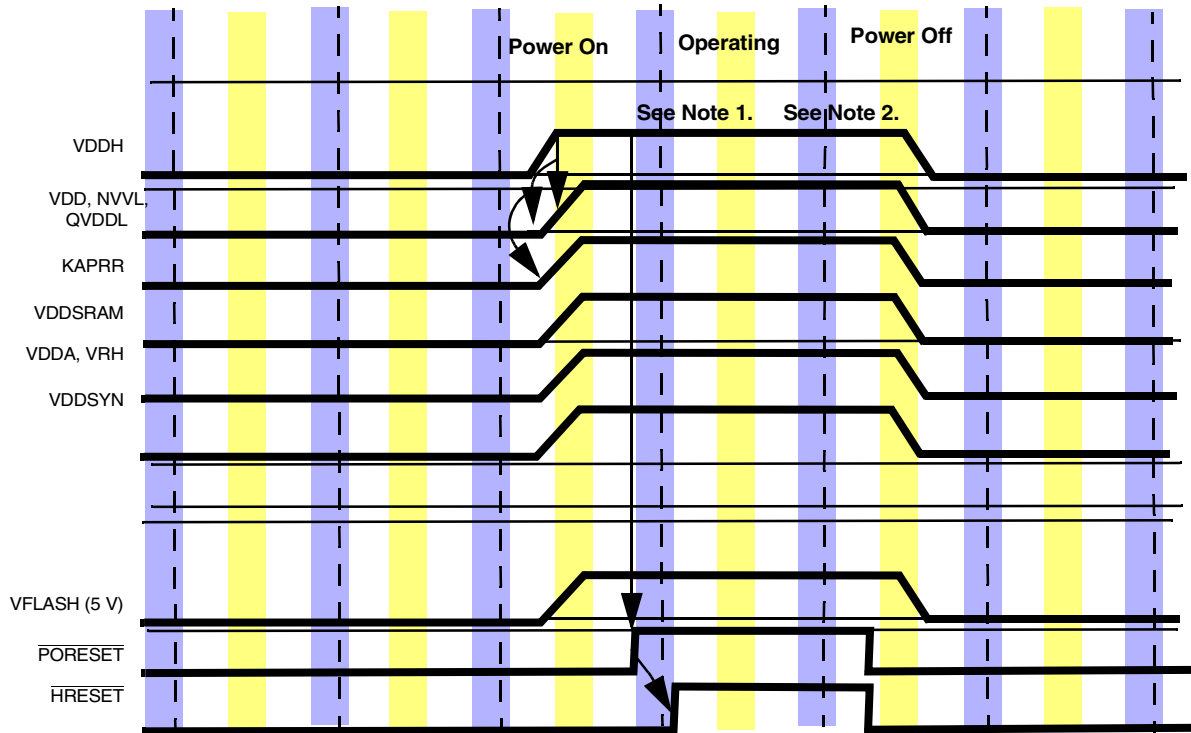 Power On Operating Power Off
See Note 1. See Note 2.
VDDH
VDD, NVVL,
QVDDL
KAPRR
VDDSRAM
VDDA, VRH
VDDSYN
VFLASH (5 V)
PORESET
HRESET